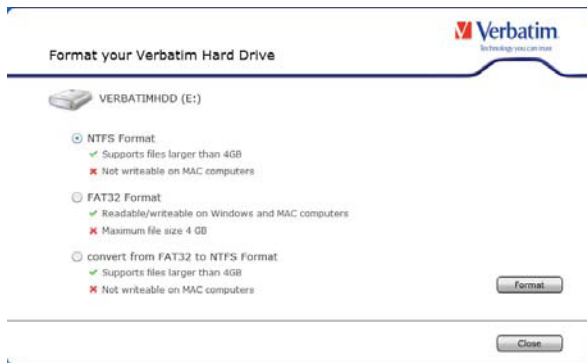 Verbatim
Technology you can trust
Format your Verbatim Hard Drive
VERBATIMHDD (E:)
NTFS Format
Supports files larger than 4GB
Not writeable on MAC computers
FAT32 Format
Readable/writeable on Windows and MAC computers
Maximum file size 4 GB
convert from FAT32 to NTFS Format
Supports files larger than 4GB
Not writeable on MAC computers
Format
Close